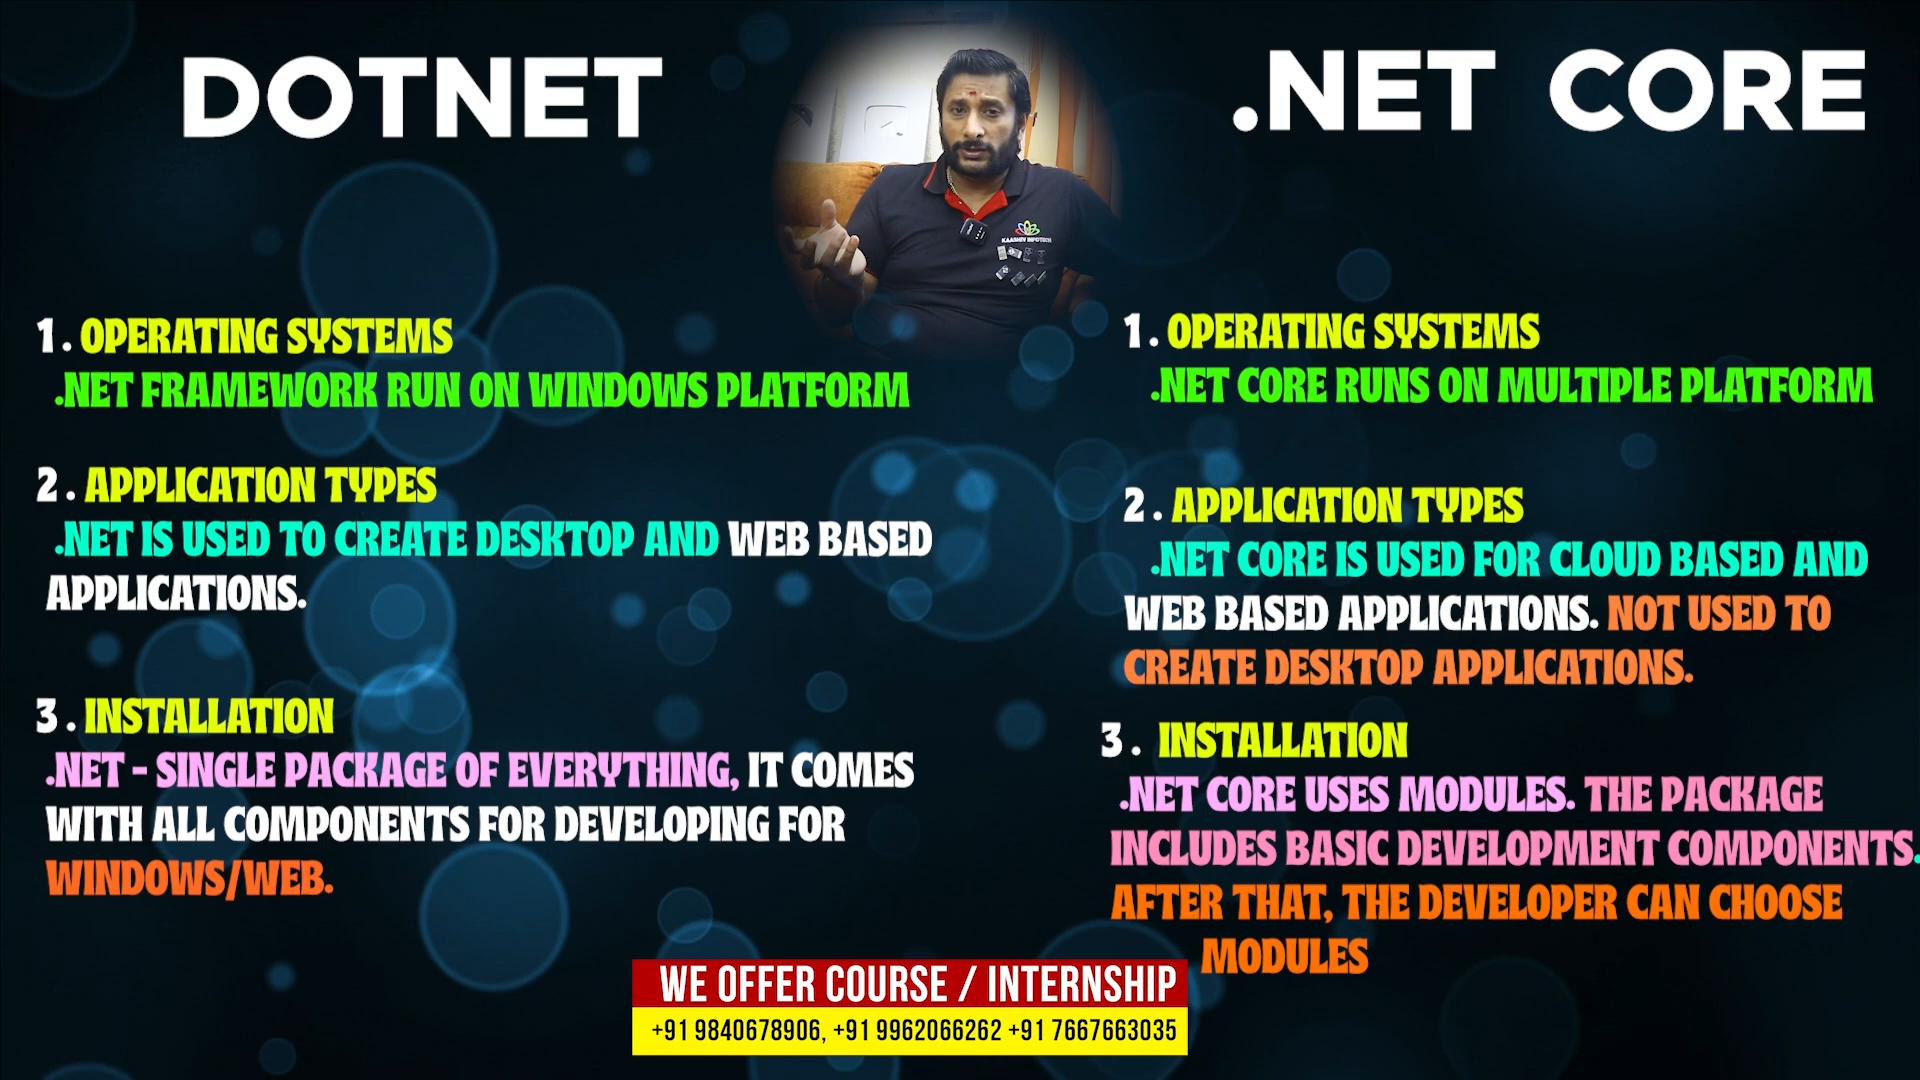 DOTNET
.NET CORE
KAASHIV INFOTECH
1. OPERATING SYSTEMS
.NET FRAMEWORK RUN ON WINDOWS PLATFORM
2. APPLICATION TYPES
.NET IS USED TO CREATE DESKTOP AND WEB BASED
APPLICATIONS.
3. INSTALLATION
.NET - SINGLE PACKAGE OF EVERYTHING, IT COMES
WITH ALL COMPONENTS FOR DEVELOPING FOR
WINDOWS/WEB.
1. OPERATING SYSTEMS
.NET CORE RUNS ON MULTIPLE PLATFORM
2. APPLICATION TYPES
.NET CORE IS USED FOR CLOUD BASED AND
WEB BASED APPLICATIONS. NOT USED TO
CREATE DESKTOP APPLICATIONS.
3. INSTALLATION
.NET CORE USES MODULES. THE PACKAGE
INCLUDES BASIC DEVELOPMENT COMPONENTS.
AFTER THAT, THE DEVELOPER CAN CHOOSE
MODULES
WE OFFER COURSE / INTERNSHIP
+91 9840678906, +91 9962066262 +91 7667663035